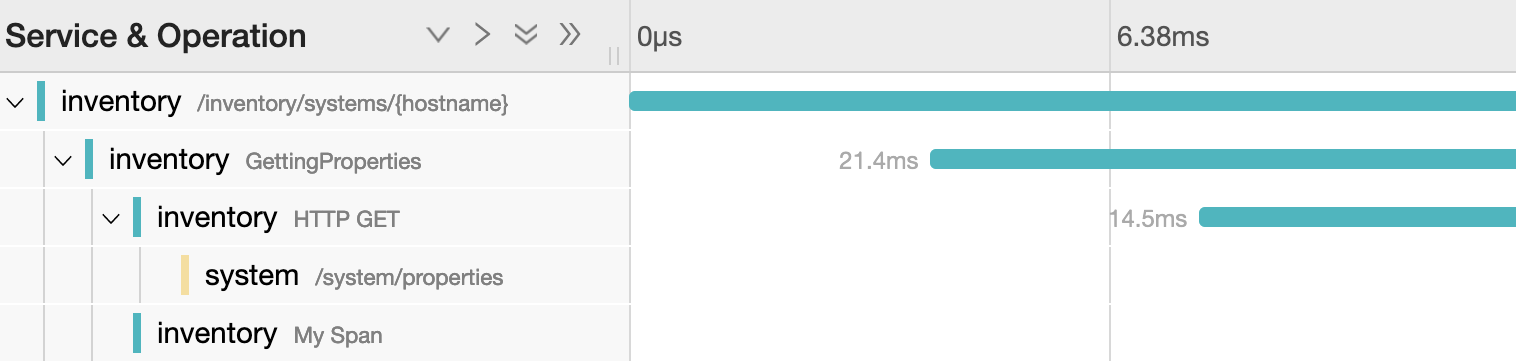 Service & Operation 0μs 6.38ms
inventory /inventory/systems/{hostname}
inventory GettingProperties 21.4ms
inventory HTTP GET 14.5ms
system /system/properties
inventory My Span